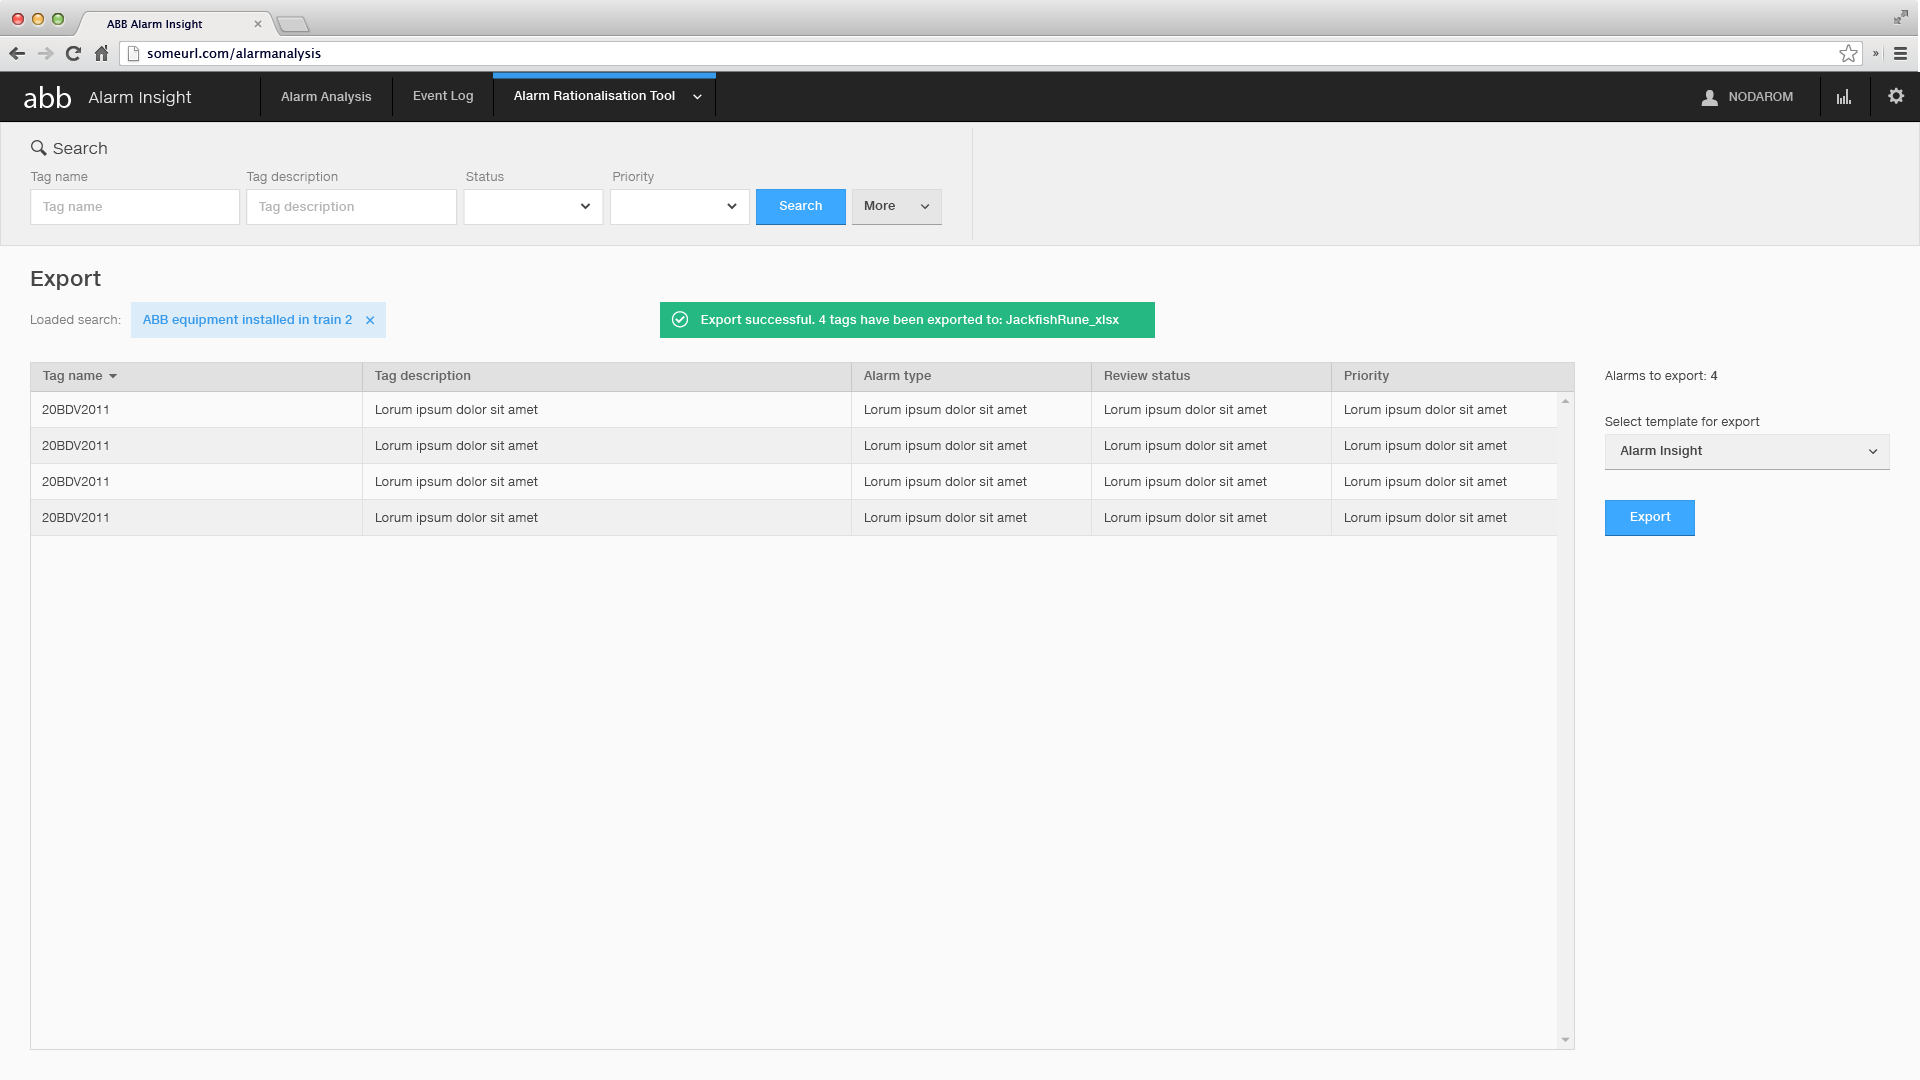 ABB Alarm Insight
someurl.com/alarmanalysis
abb Alarm Insight Alarm Analysis Event Log Alarm Rationalisation Tool NODAROM
Search
Tag name Tag description Status Priority
Tag name Tag description Search More
Export
Loaded search: ABB equipment installed in train 2 Export successful. 4 tags have been exported to: JackfishRune_xlsx
Tag name Tag description Alarm type Review status Priority
20BDV2011 Lorum ipsum dolor sit amet Lorum ipsum dolor sit amet Lorum ipsum dolor sit amet Lorum ipsum dolor sit amet
20BDV2011 Lorum ipsum dolor sit amet Lorum ipsum dolor sit amet Lorum ipsum dolor sit amet Lorum ipsum dolor sit amet
20BDV2011 Lorum ipsum dolor sit amet Lorum ipsum dolor sit amet Lorum ipsum dolor sit amet Lorum ipsum dolor sit amet
20BDV2011 Lorum ipsum dolor sit amet Lorum ipsum dolor sit amet Lorum ipsum dolor sit amet Lorum ipsum dolor sit amet
Alarms to export: 4
Select template for export
Alarm Insight
Export